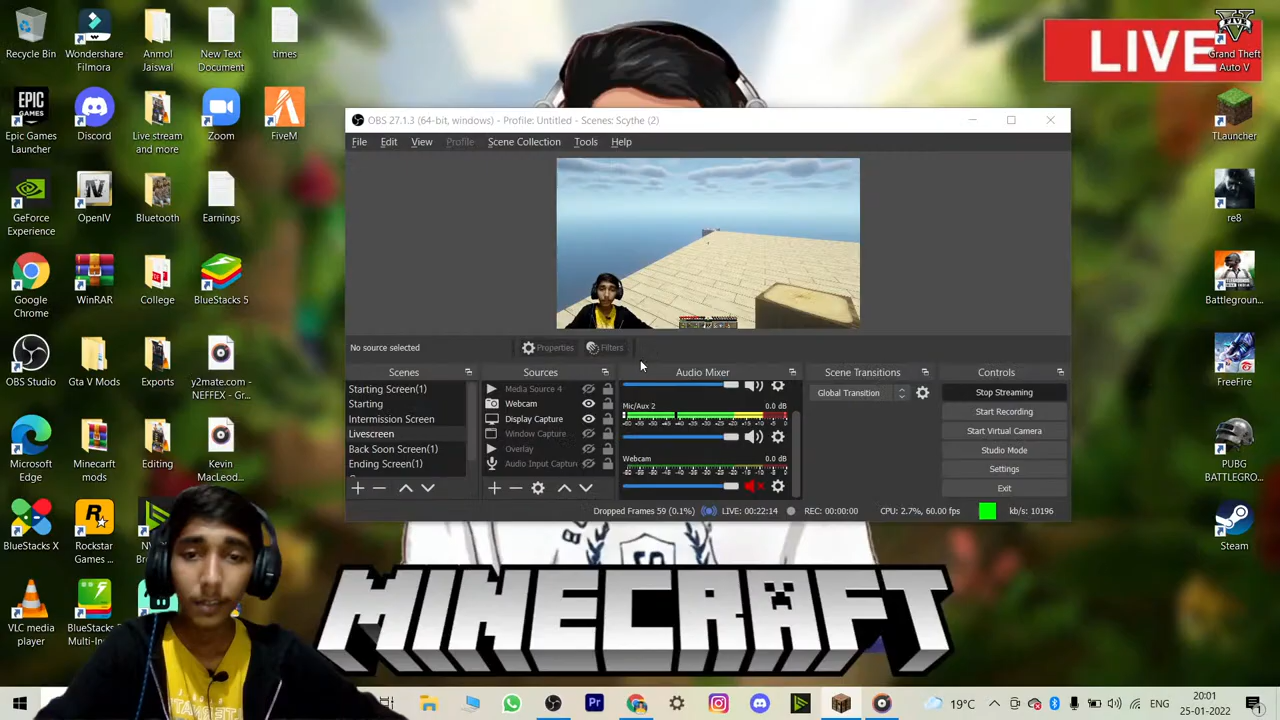 Recycle Bin
Wondershare
Filmora
Anmol
Jaiswal
New Text
Document
times
LIVE
Grand Theft
Auto V
Epic Games
Launcher
Discord
Live stream
and more
Zoom
FiveM
TLauncher
GeForce
Experience
OpenIV
Bluetooth
Earnings
re8
Google
Chrome
WinRAR
College
BlueStacks 5
Battleground...
OBS Studio
Gta V Mods
Exports
y2mate.com -
NEFFEX - Gr...
FreeFire
Microsoft
Edge
Minecarft
mods
Editing
Kevin
MacLeod...
PUBG
BATTLEGRO...
BlueStacks X
Rockstar
Games ...
Steam
VLC media
player
BlueStacks
Multi-In...
OBS 27.1.3 (64-bit, windows) - Profile: Untitled - Scenes: Scythe (2)
File
Edit
View
Profile
Scene Collection
Tools
Help
No source selected
Properties
Filters
Scenes
Sources
Audio Mixer
Scene Transitions
Controls
Starting Screen(1)
Starting
Intermission Screen
Livescreen
Back Soon Screen(1)
Ending Screen(1)
Media Source 4
Webcam
Display Capture
Window Capture
Overlay
Audio Input Capture
Mic/Aux 2
0.0 dB
Webcam
0.0 dB
Global Transition
Stop Streaming
Start Recording
Start Virtual Camera
Studio Mode
Settings
Exit
Dropped Frames 59 (0.1%)
LIVE: 00:22:14
REC: 00:00:00
CPU: 2.7%, 60.00 fps
kb/s: 10196
MINECRAFT
Pr
19°C
20:01
25-01-2022